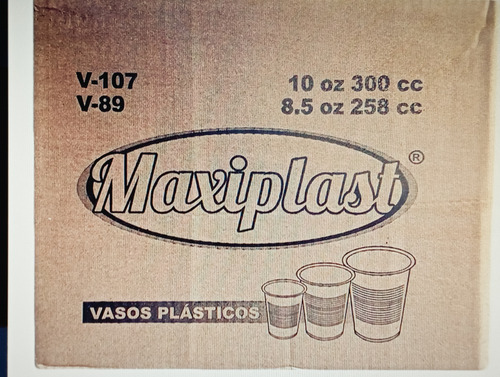 V-107 10 oz 300 cc
V-89 8.5 oz 258 cc
Maxiplast ®
VASOS PLÁSTICOS